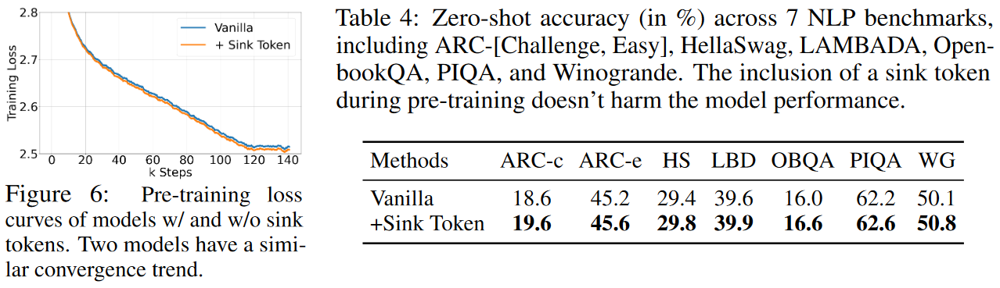 2.8
2.7
2.6
2.5
Training Loss
Vanilla
+ Sink Token
0 20 40 60 80 100 120 140
k Steps
Figure 6: Pre-training loss
curves of models w/ and w/o sink
tokens. Two models have a simi-
lar convergence trend.
Table 4: Zero-shot accuracy (in %) across 7 NLP benchmarks,
including ARC-[Challenge, Easy], HellaSwag, LAMBADA, Open-
bookQA, PIQA, and Winogrande. The inclusion of a sink token
during pre-training doesn’t harm the model performance.
Methods ARC-c ARC-e HS LBD OBQA PIQA WG
Vanilla 18.6 45.2 29.4 39.6 16.0 62.2 50.1
+Sink Token 19.6 45.6 29.8 39.9 16.6 62.6 50.8